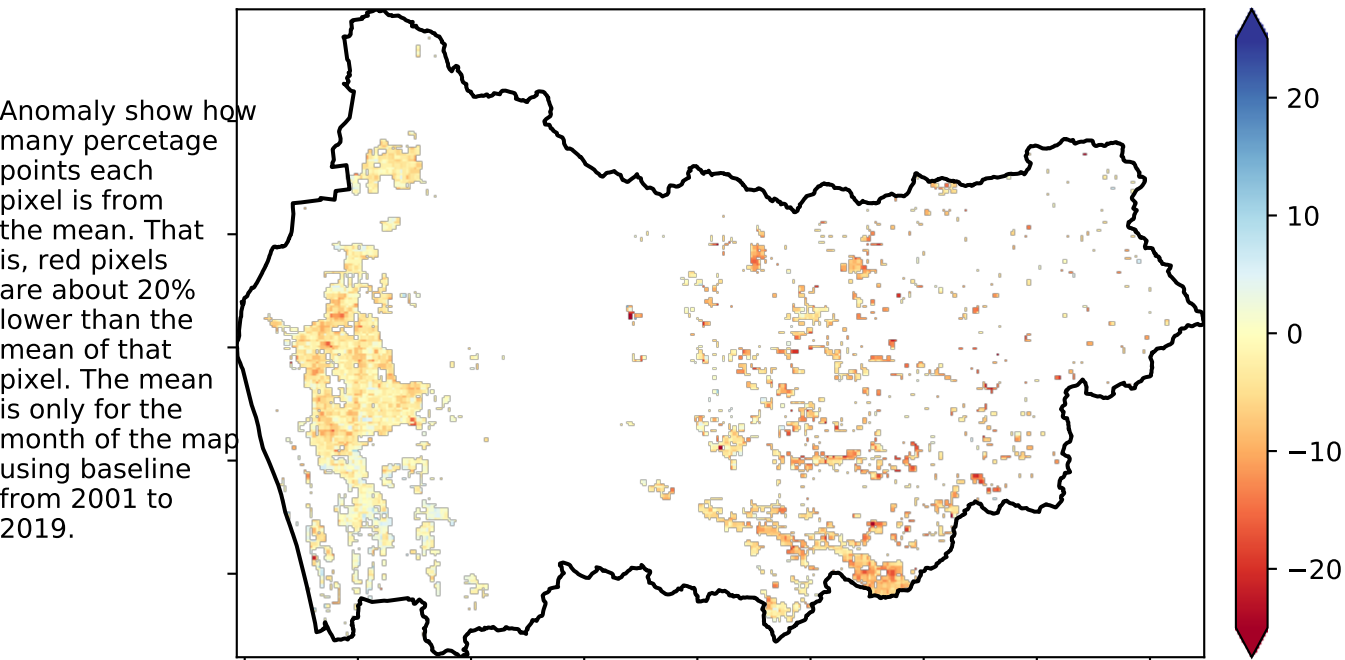 Anomaly show how
many percetage
points each
pixel is from
the mean. That
is, red pixels
are about 20%
lower than the
mean of that
pixel. The mean
is only for the
month of the map
using baseline
from 2001 to
2019.
20
10
0
−10
−20